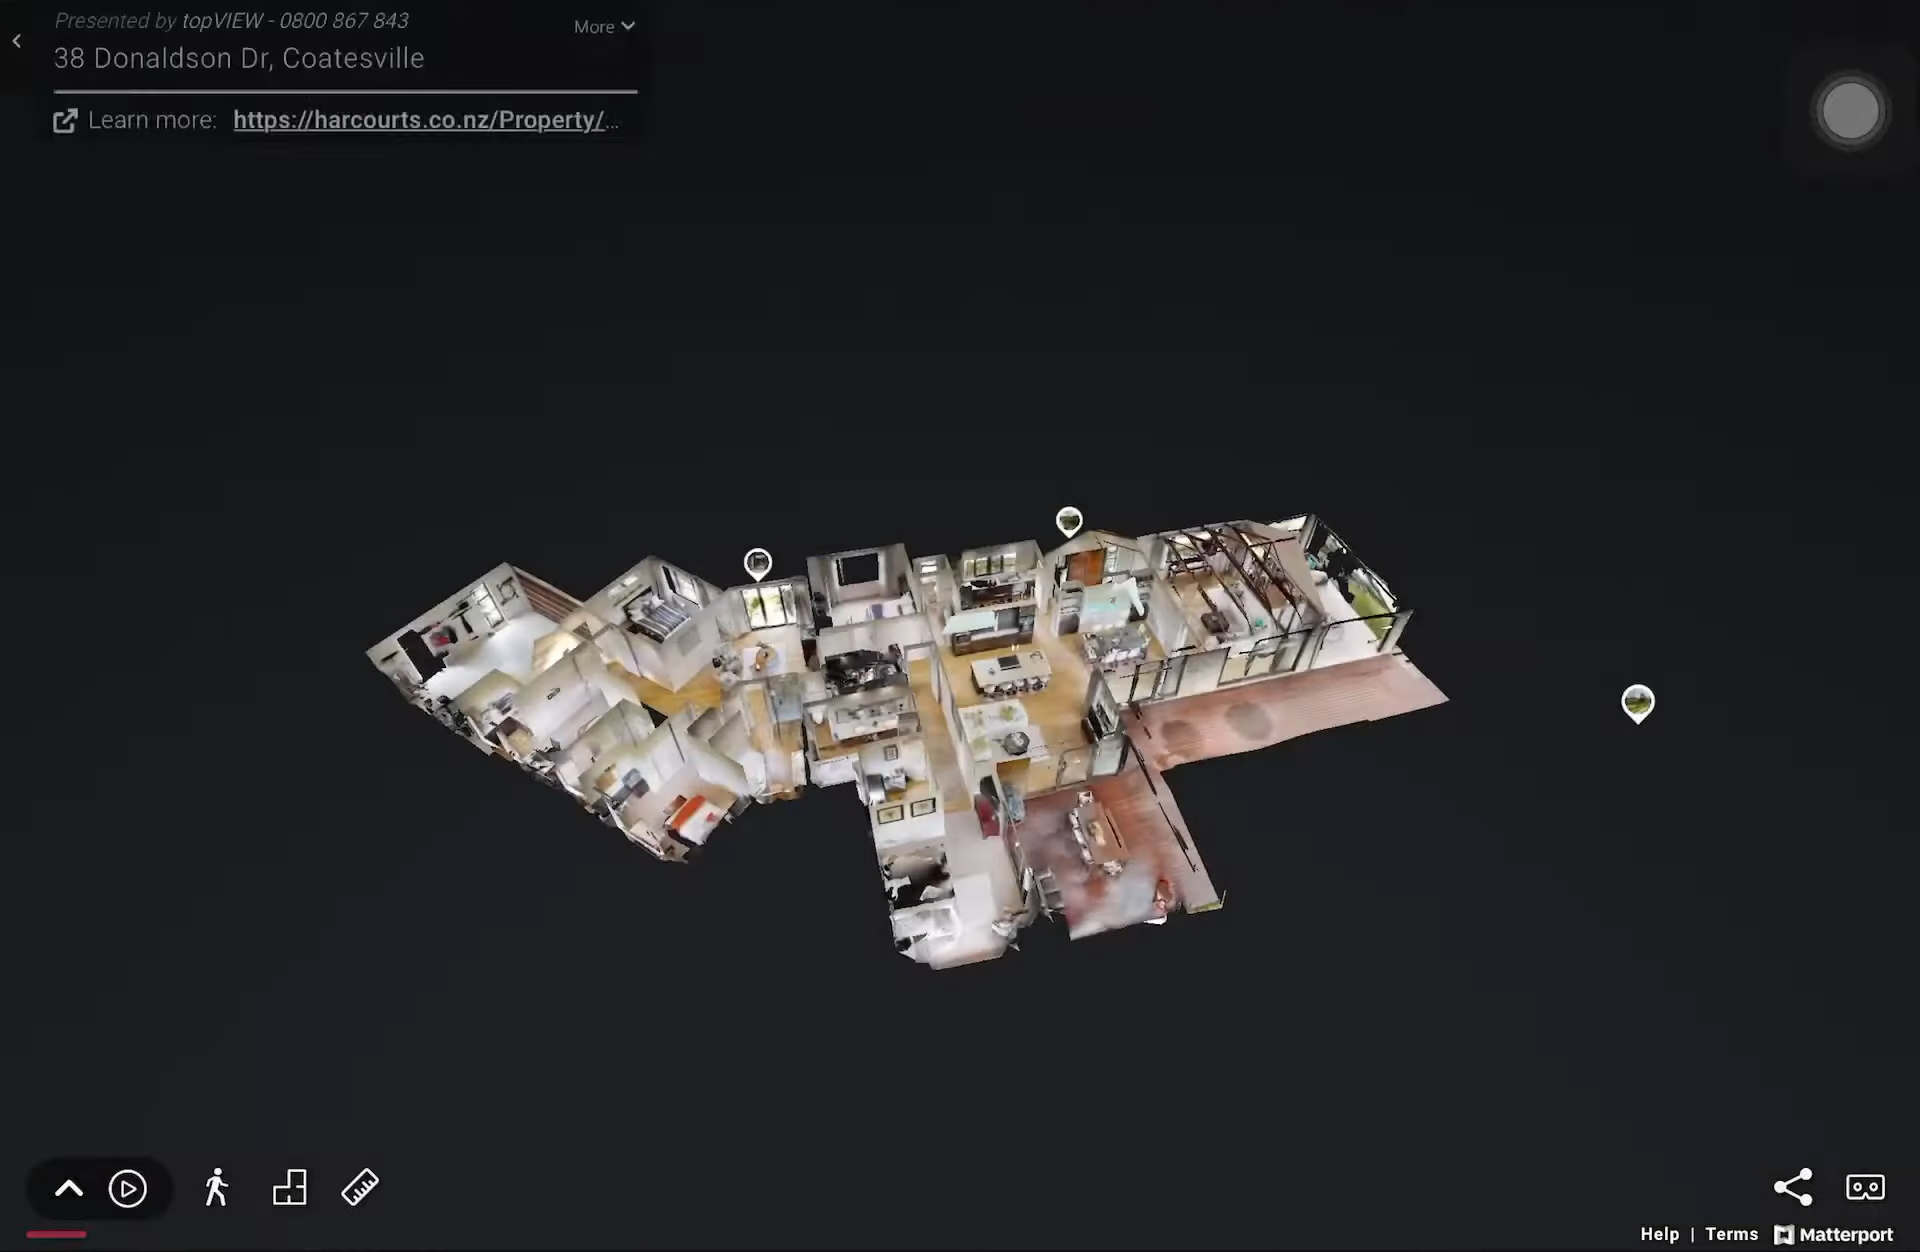 Presented by topVIEW - 0800 867 843
More
38 Donaldson Dr, Coatesville
Learn more: https://harcourts.co.nz/Property/...
Help | Terms Matterport